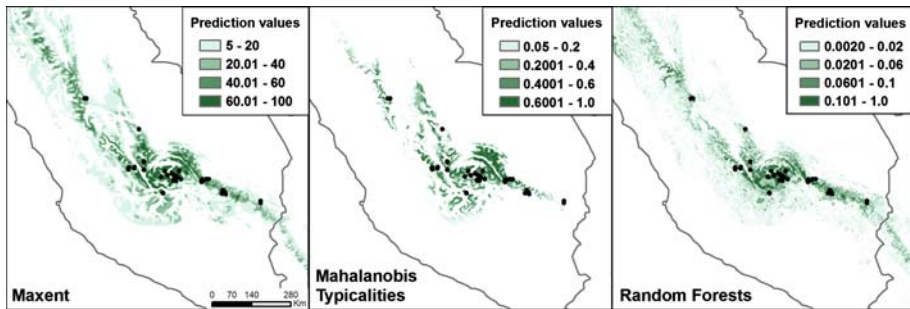 Prediction values
5 - 20
20.01 - 40
40.01 - 60
60.01 - 100
Maxent
0 70 140 280
Km
Prediction values
0.05 - 0.2
0.2001 - 0.4
0.4001 - 0.6
0.6001 - 1.0
Mahalanobis
Typicalities
Prediction values
0.0020 - 0.02
0.0201 - 0.06
0.0601 - 0.1
0.101 - 1.0
Random Forests